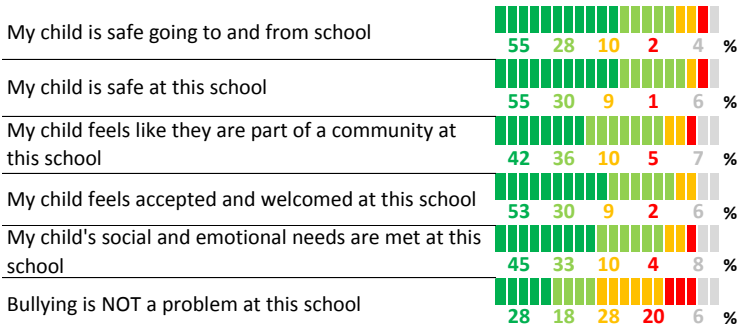 My child is safe going to and from school
55 28 10 2 4 %
My child is safe at this school
55 30 9 1 6 %
My child feels like they are part of a community at
this school
42 36 10 5 7 %
My child feels accepted and welcomed at this school
53 30 9 2 6 %
My child's social and emotional needs are met at this
school
45 33 10 4 8 %
Bullying is NOT a problem at this school
28 18 28 20 6 %